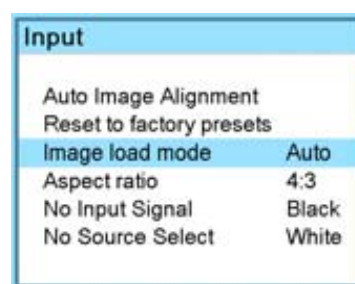 Input
Auto Image Alignment
Reset to factory presets
Image load mode Auto
Aspect ratio 4:3
No Input Signal Black
No Source Select White